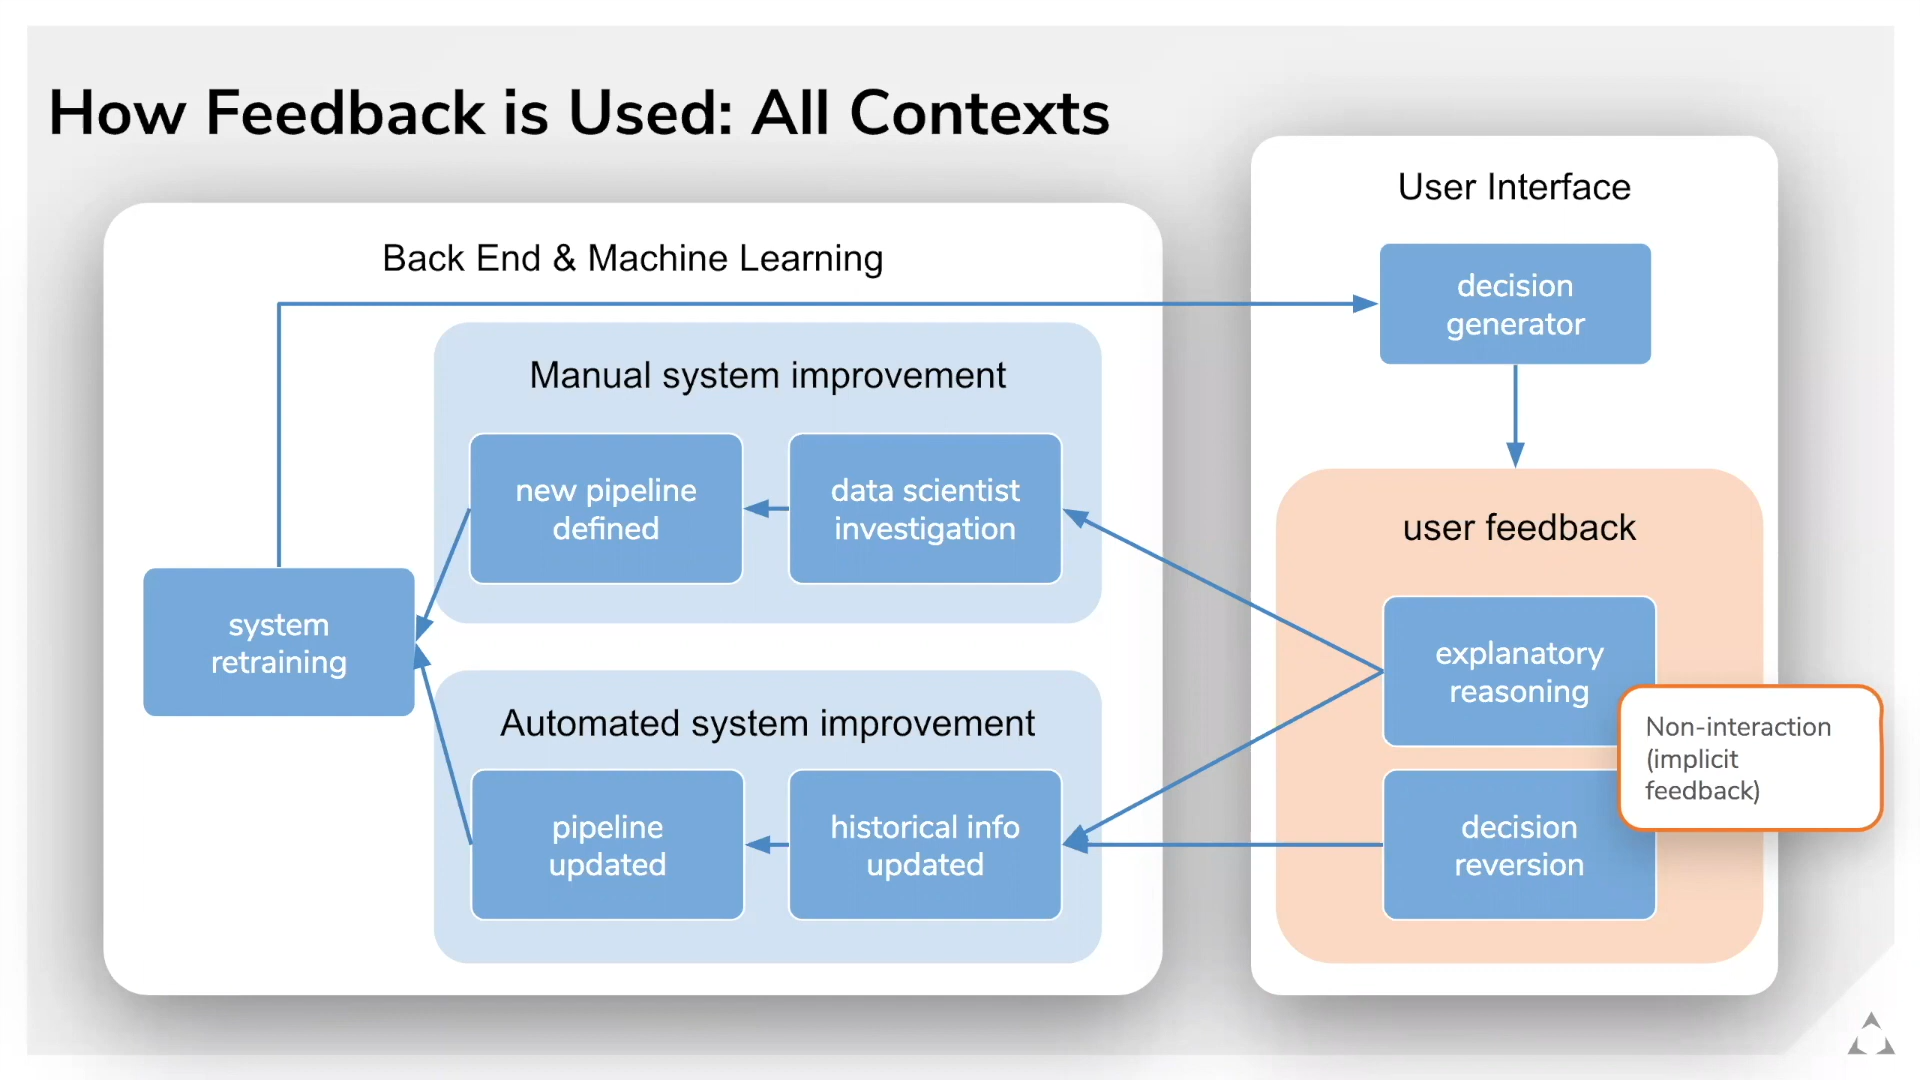 How Feedback is Used: All Contexts
Back End & Machine Learning
Manual system improvement
new pipeline
defined
data scientist
investigation
system
retraining
Automated system improvement
pipeline
updated
historical info
updated
User Interface
decision
generator
user feedback
explanatory
reasoning
Non-interaction
(implicit
feedback)
decision
reversion